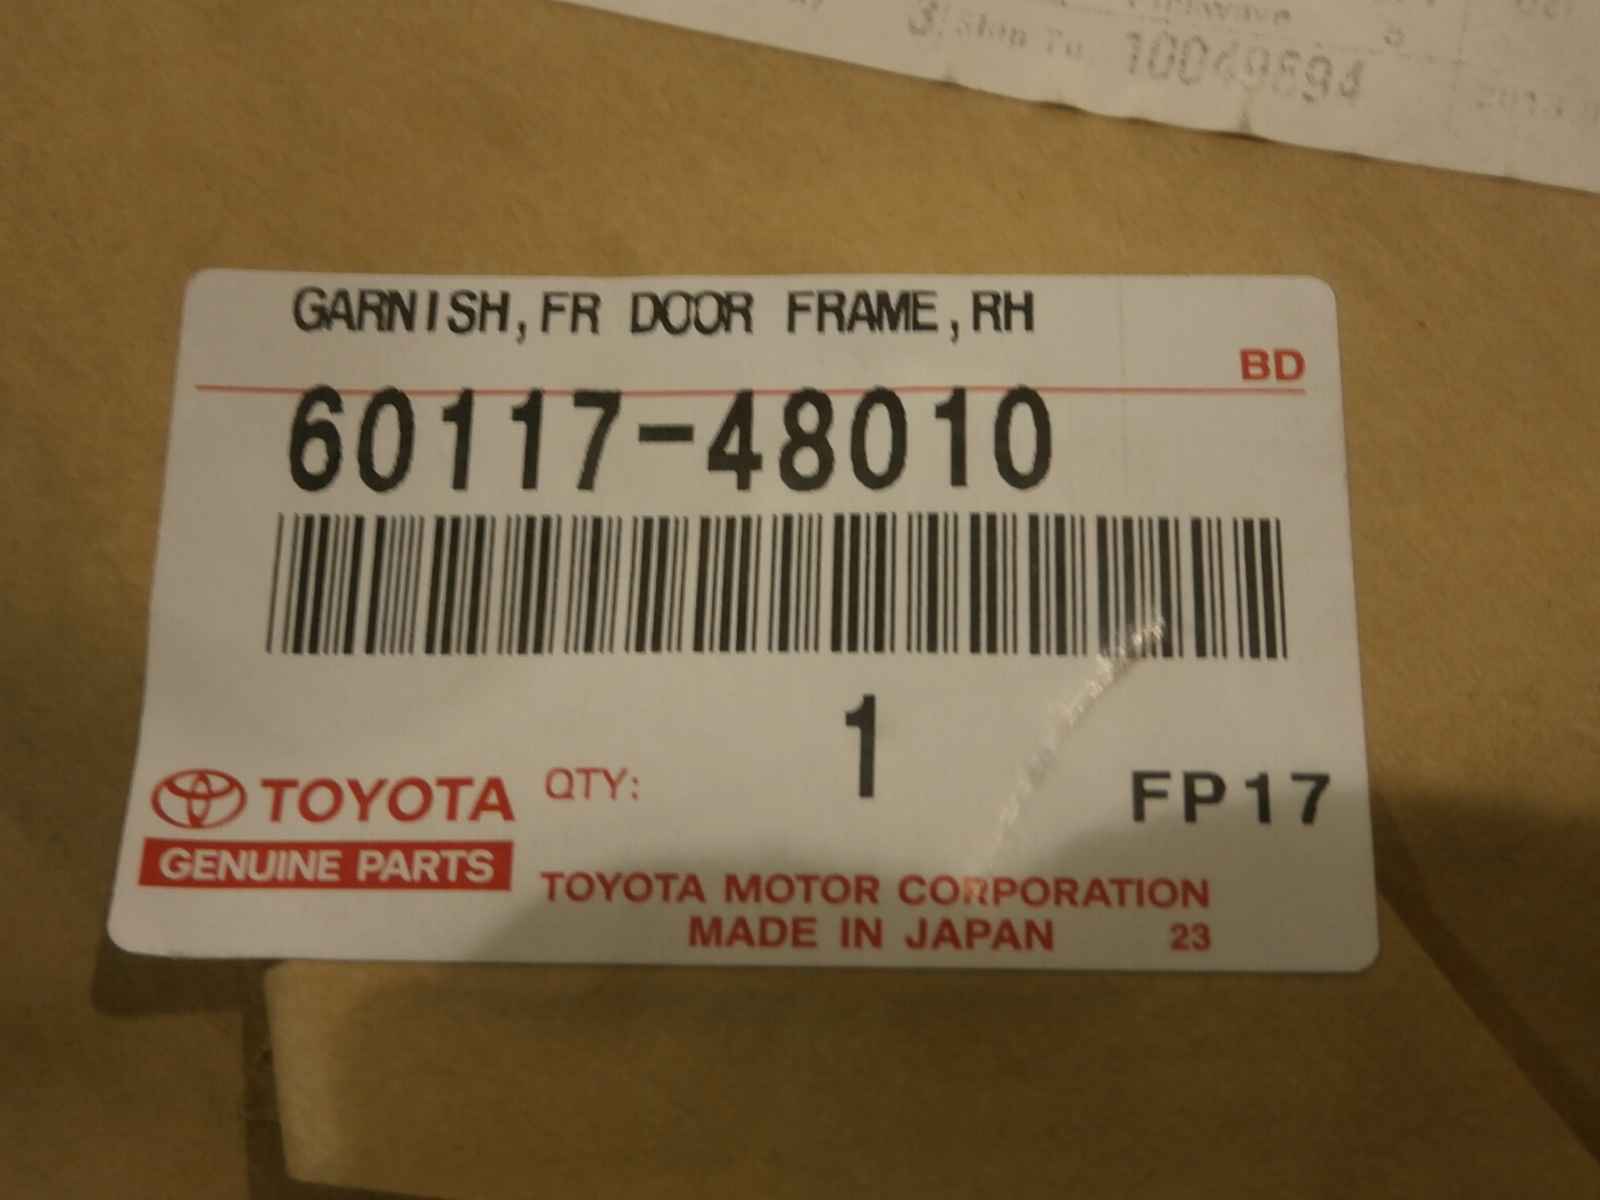 10049894
GARNISH,FR DOOR FRAME,RH
BD
60117-48010
1
TOYOTA QTY: FP17
GENUINE PARTS
TOYOTA MOTOR CORPORATION
MADE IN JAPAN 23